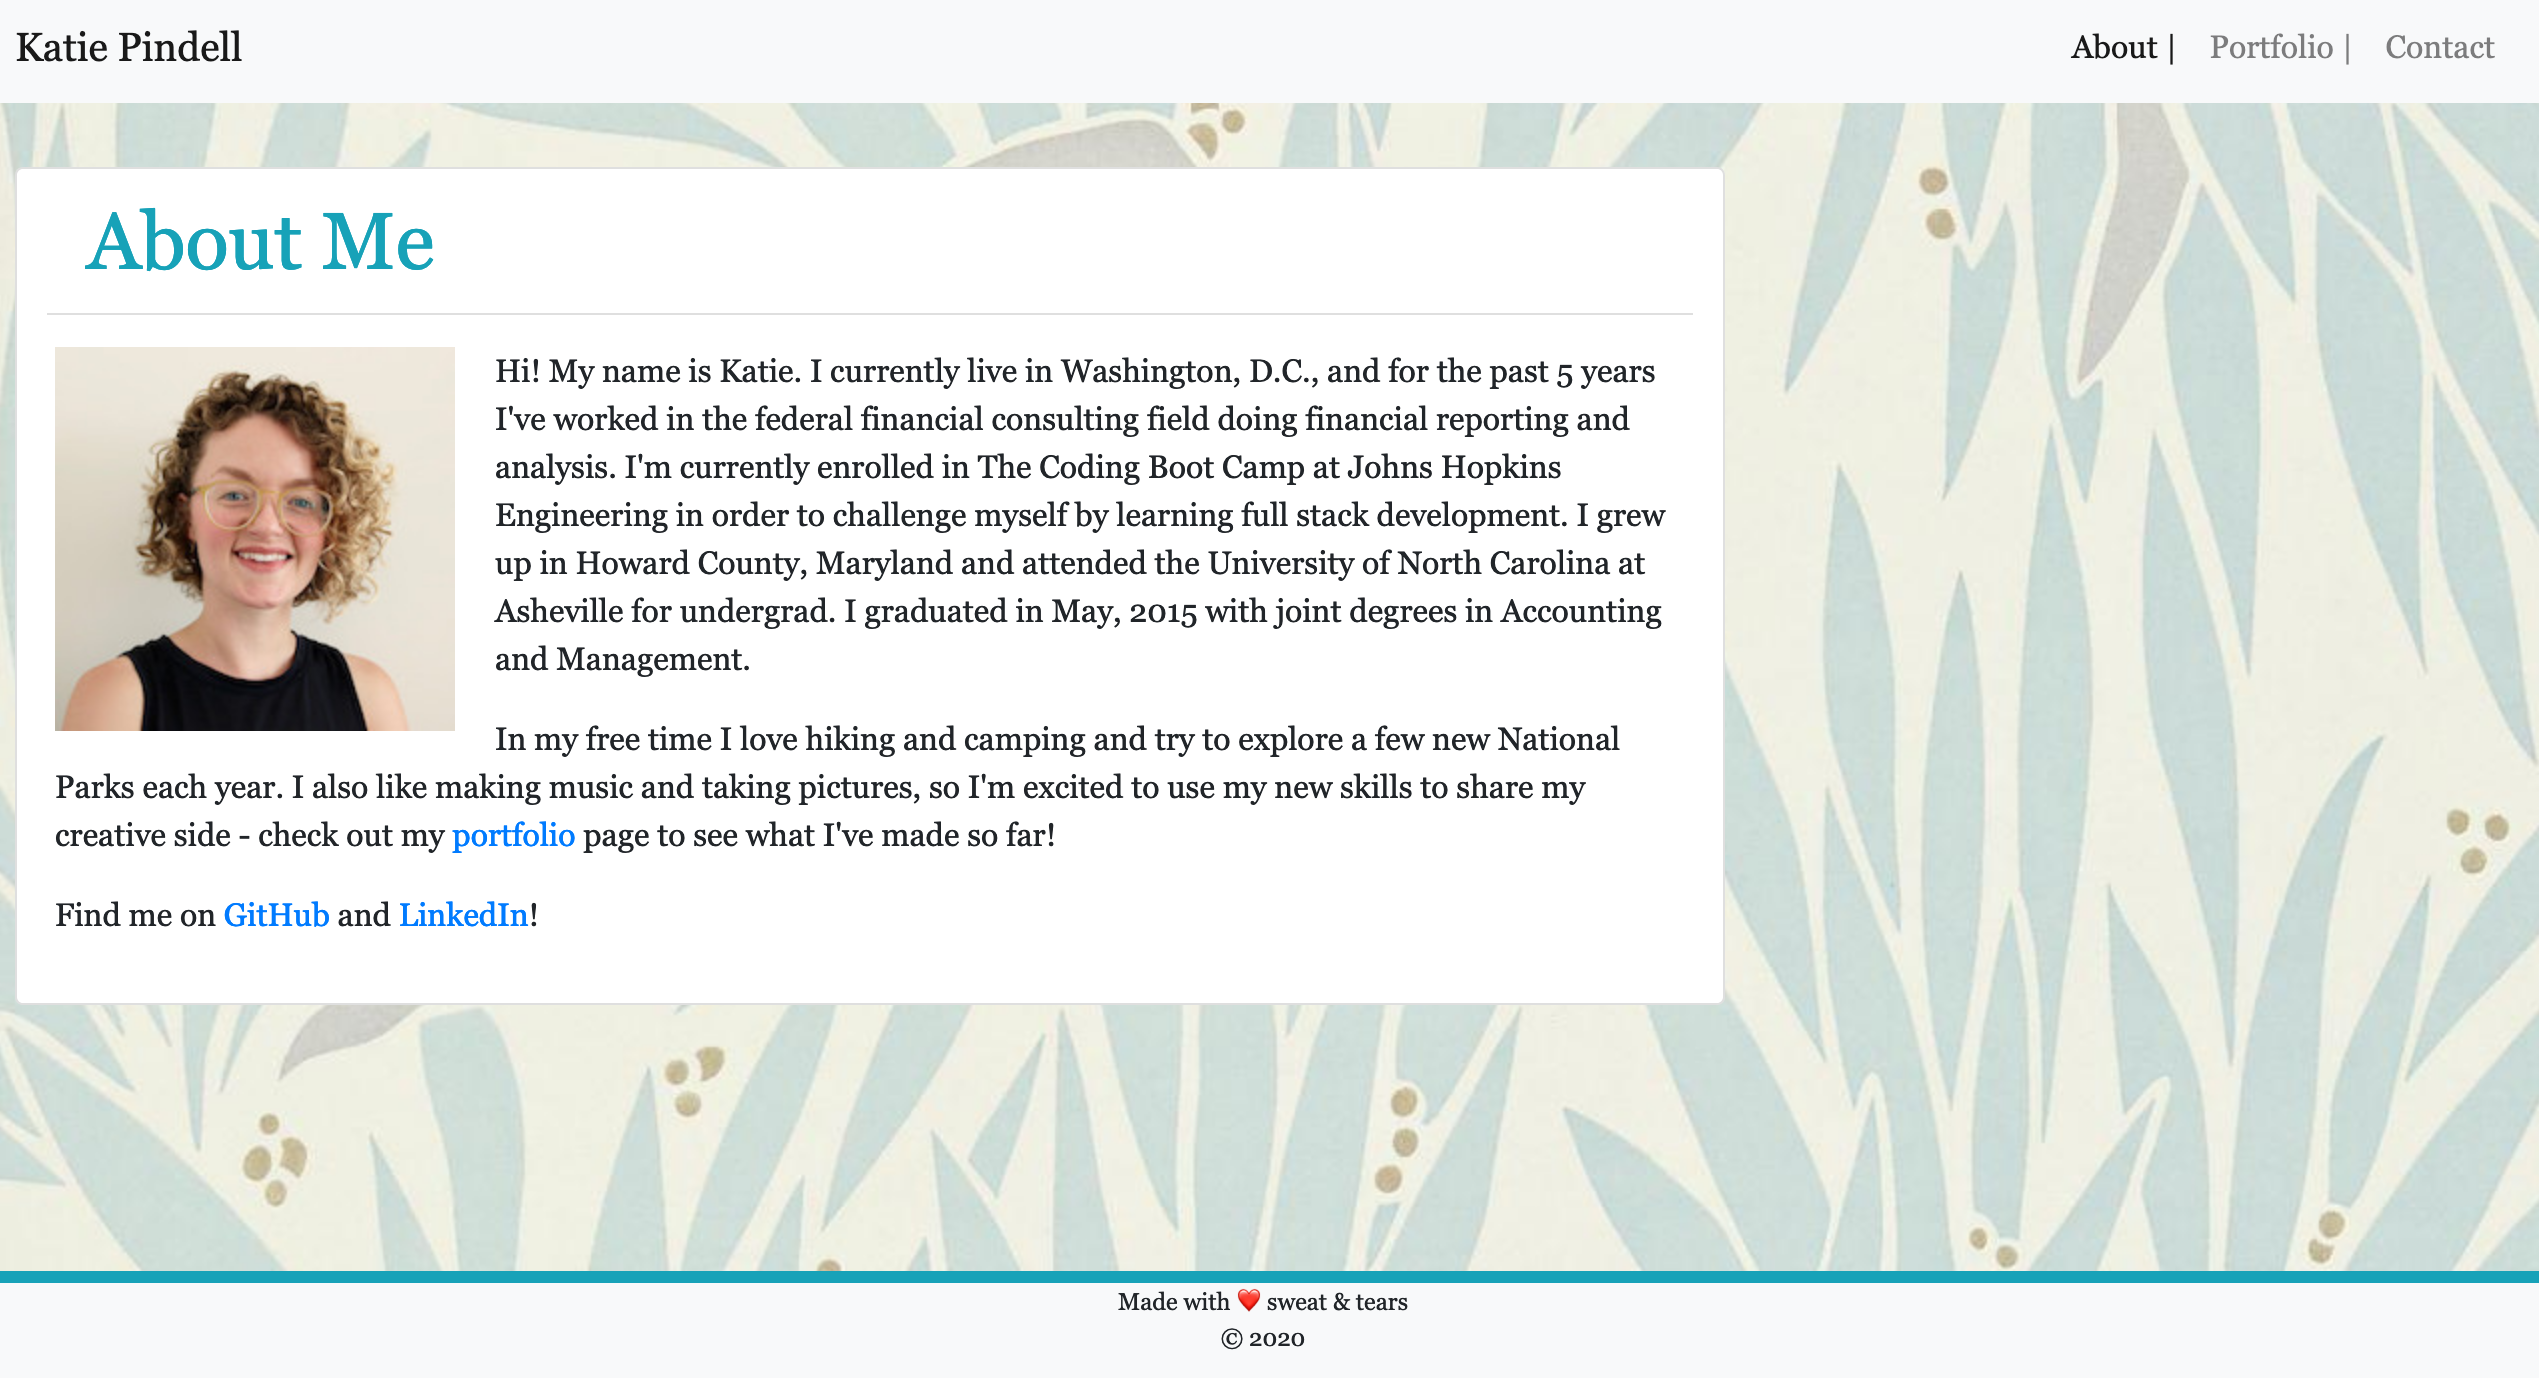 Katie Pindell
About | Portfolio | Contact
About Me
Hi! My name is Katie. I currently live in Washington, D.C., and for the past 5 years
I've worked in the federal financial consulting field doing financial reporting and
analysis. I'm currently enrolled in The Coding Boot Camp at Johns Hopkins
Engineering in order to challenge myself by learning full stack development. I grew
up in Howard County, Maryland and attended the University of North Carolina at
Asheville for undergrad. I graduated in May, 2015 with joint degrees in Accounting
and Management.
In my free time I love hiking and camping and try to explore a few new National
Parks each year. I also like making music and taking pictures, so I'm excited to use my new skills to share my
creative side - check out my portfolio page to see what I've made so far!
Find me on GitHub and LinkedIn!
Made with ❤️ sweat & tears
© 2020